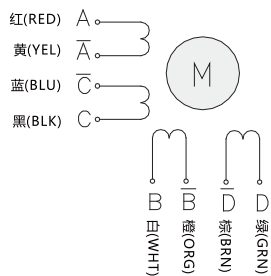 红(RED) A
黄(YEL) A̅
蓝(BLU) C̅
黑(BLK) C
M
B B̅ D̅ D
白(WHT)
橙(ORG)
棕(BRN)
绿(GRN)